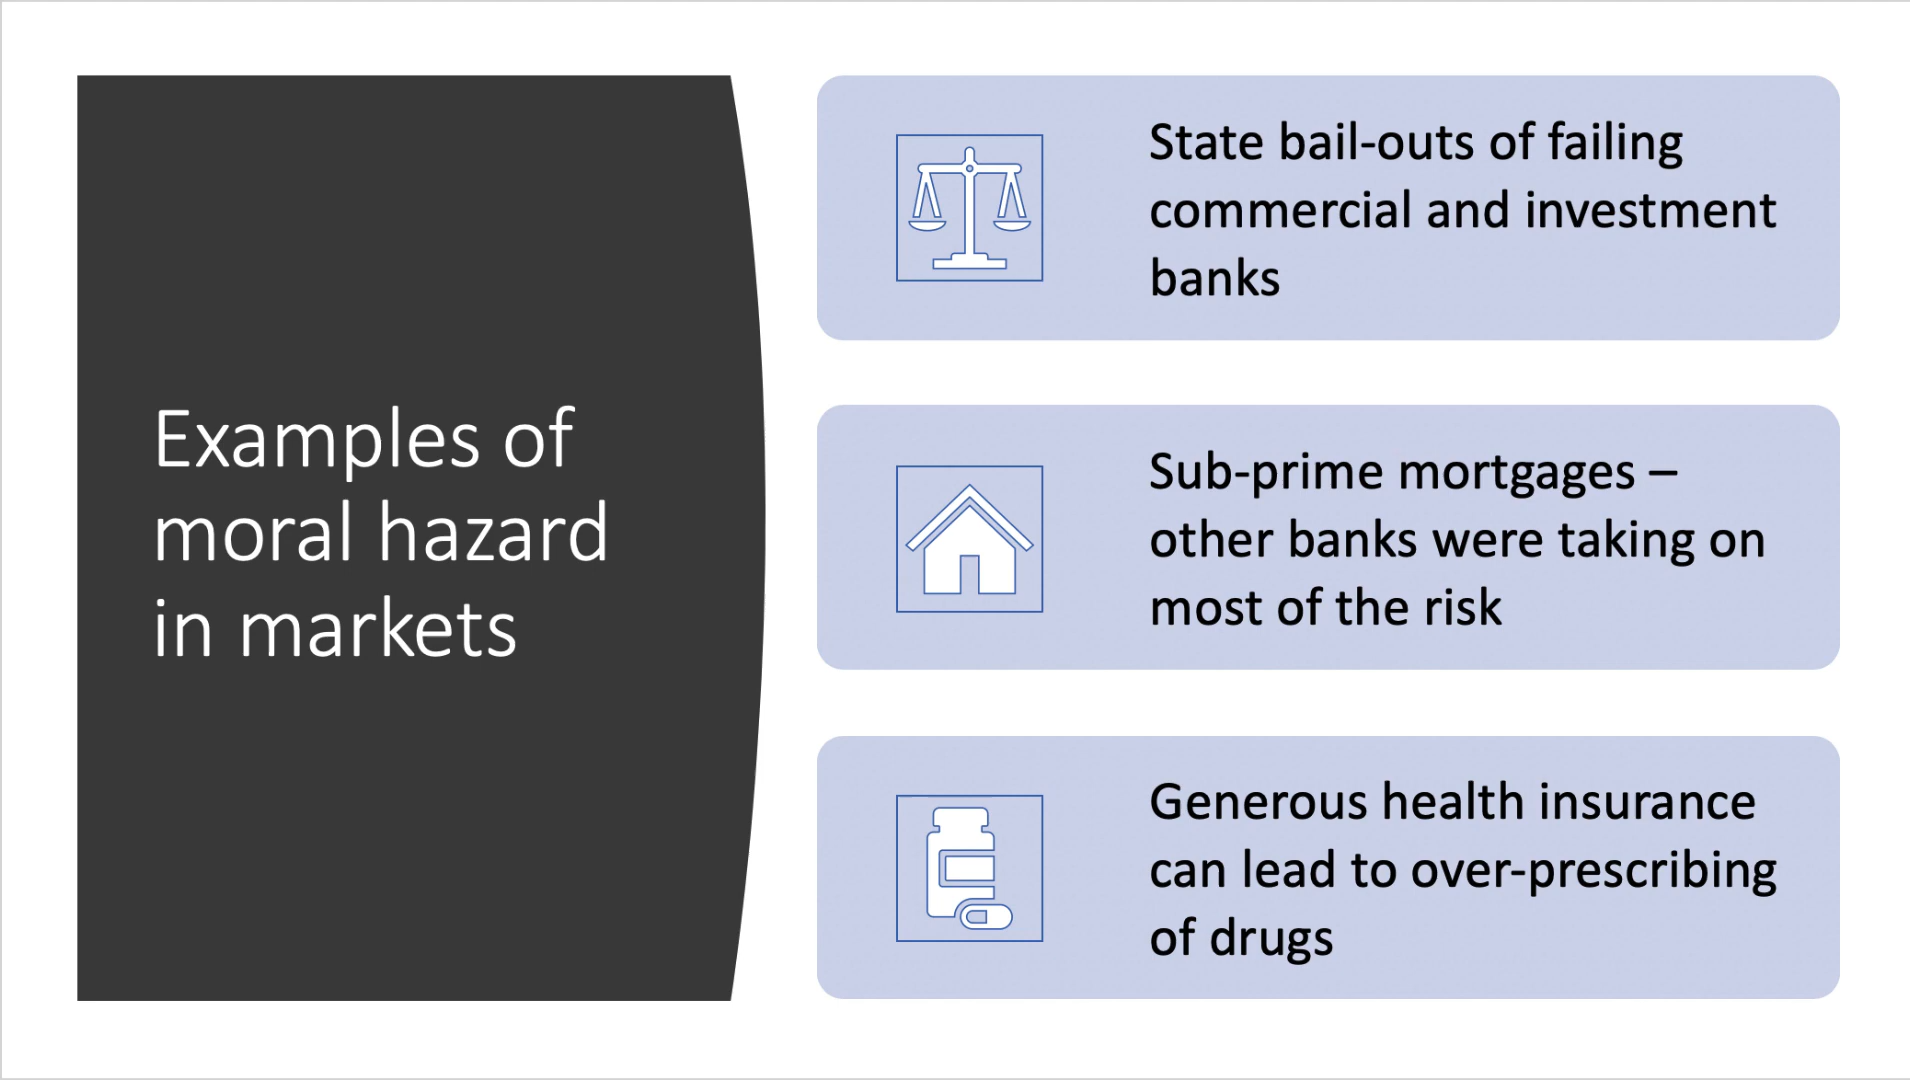 Examples of
moral hazard
in markets
State bail-outs of failing
commercial and investment
banks
Sub-prime mortgages –
other banks were taking on
most of the risk
Generous health insurance
can lead to over-prescribing
of drugs